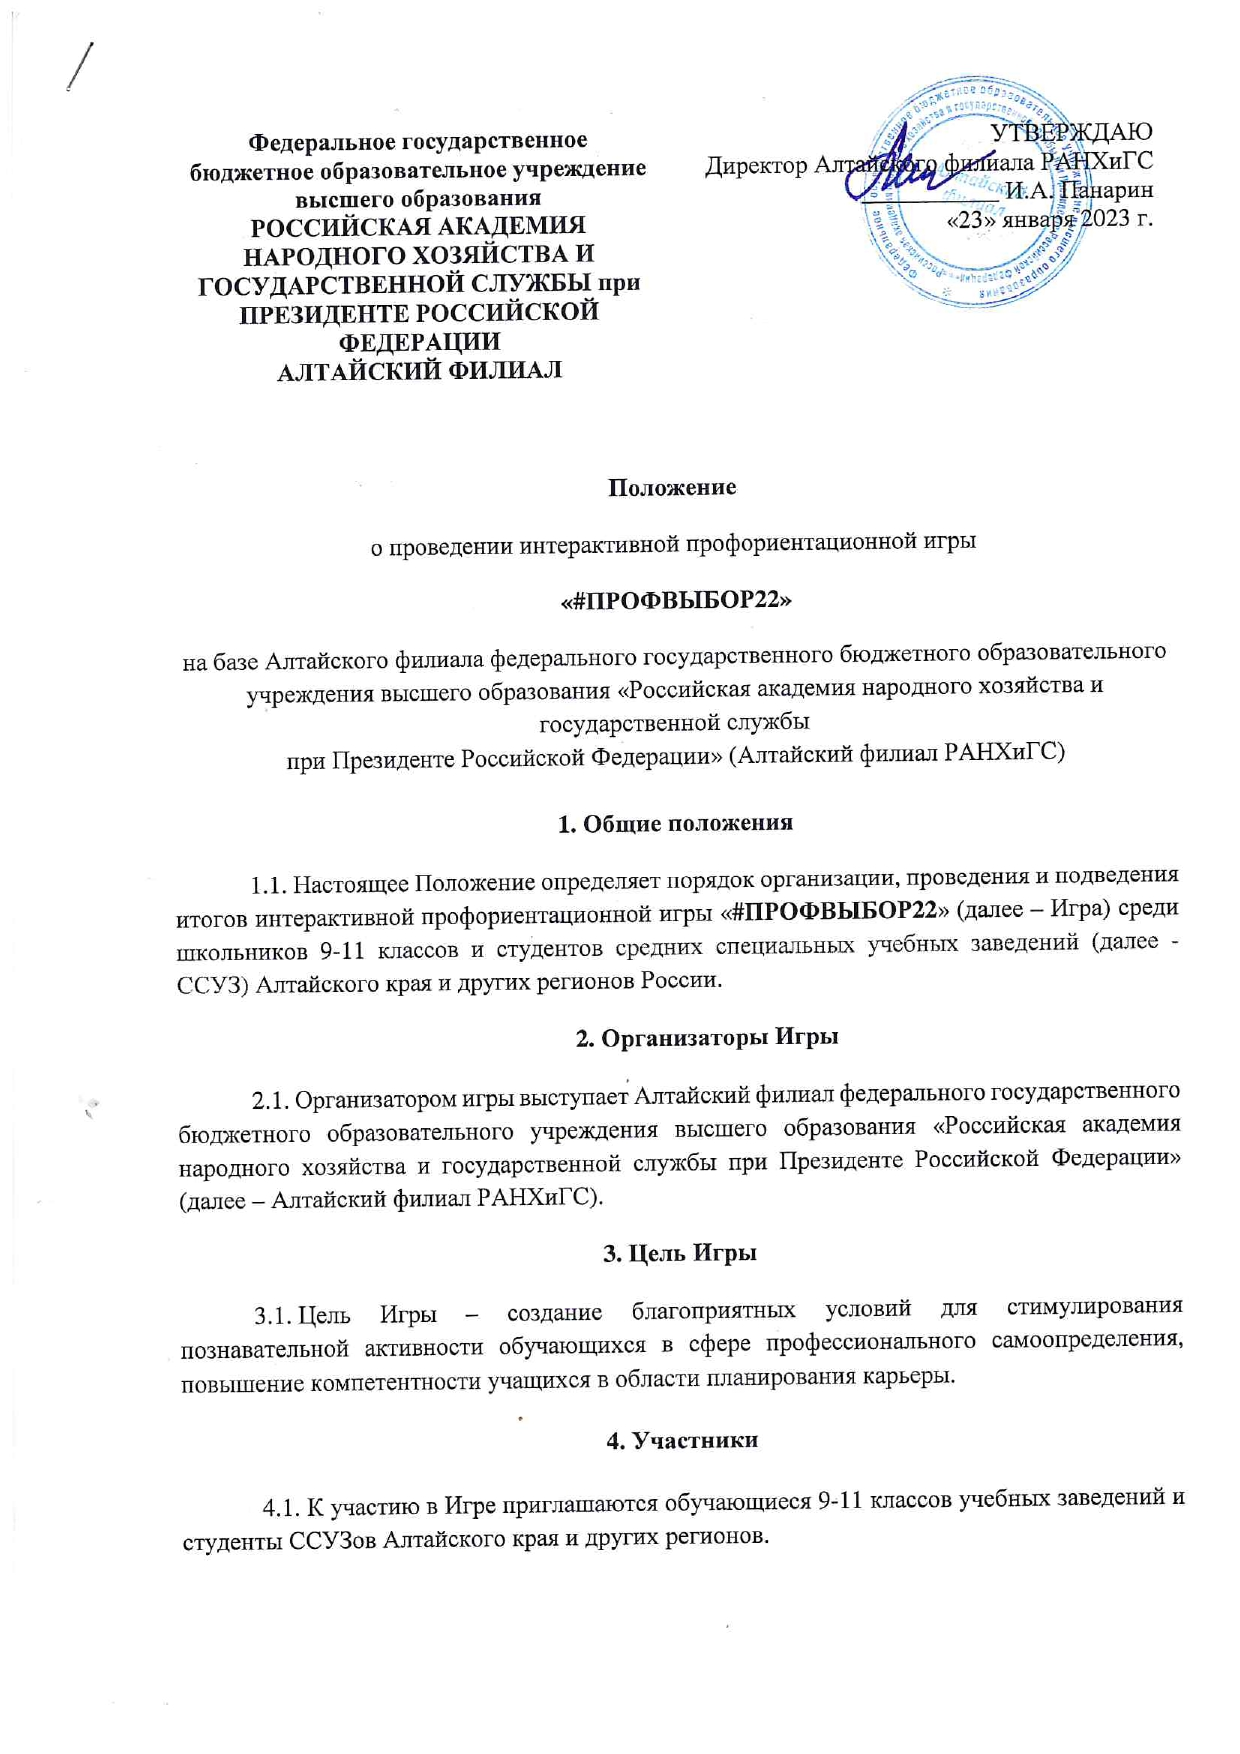 Федеральное государственное
бюджетное образовательное учреждение
высшего образования
РОССИЙСКАЯ АКАДЕМИЯ
НАРОДНОГО ХОЗЯЙСТВА И
ГОСУДАРСТВЕННОЙ СЛУЖБЫ при
ПРЕЗИДЕНТЕ РОССИЙСКОЙ
ФЕДЕРАЦИИ
АЛТАЙСКИЙ ФИЛИАЛ
УТВЕРЖДАЮ
Директор Алтайского филиала РАНХиГС
И.А. Панарин
«23» января 2023 г.
Алтайский
филиал
Положение
о проведении интерактивной профориентационной игры
«#ПРОФВЫБОР22»
на базе Алтайского филиала федерального государственного бюджетного образовательного
учреждения высшего образования «Российская академия народного хозяйства и
государственной службы
при Президенте Российской Федерации» (Алтайский филиал РАНХиГС)
1. Общие положения
1.1. Настоящее Положение определяет порядок организации, проведения и подведения
итогов интерактивной профориентационной игры «#ПРОФВЫБОР22» (далее – Игра) среди
школьников 9-11 классов и студентов средних специальных учебных заведений (далее -
ССУЗ) Алтайского края и других регионов России.
2. Организаторы Игры
2.1. Организатором игры выступает Алтайский филиал федерального государственного
бюджетного образовательного учреждения высшего образования «Российская академия
народного хозяйства и государственной службы при Президенте Российской Федерации»
(далее – Алтайский филиал РАНХиГС).
3. Цель Игры
3.1. Цель Игры – создание благоприятных условий для стимулирования
познавательной активности обучающихся в сфере профессионального самоопределения,
повышение компетентности учащихся в области планирования карьеры.
4. Участники
4.1. К участию в Игре приглашаются обучающиеся 9-11 классов учебных заведений и
студенты ССУЗов Алтайского края и других регионов.